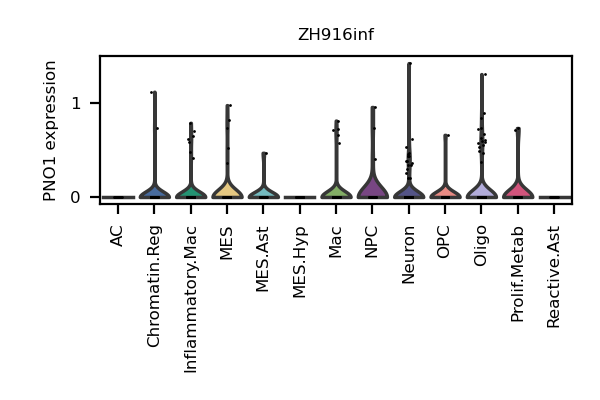 ZH916inf
PNO1 expression
1
0
AC
Chromatin.Reg
Inflammatory.Mac
MES
MES.Ast
MES.Hyp
Mac
NPC
Neuron
OPC
Oligo
Prolif.Metab
Reactive.Ast